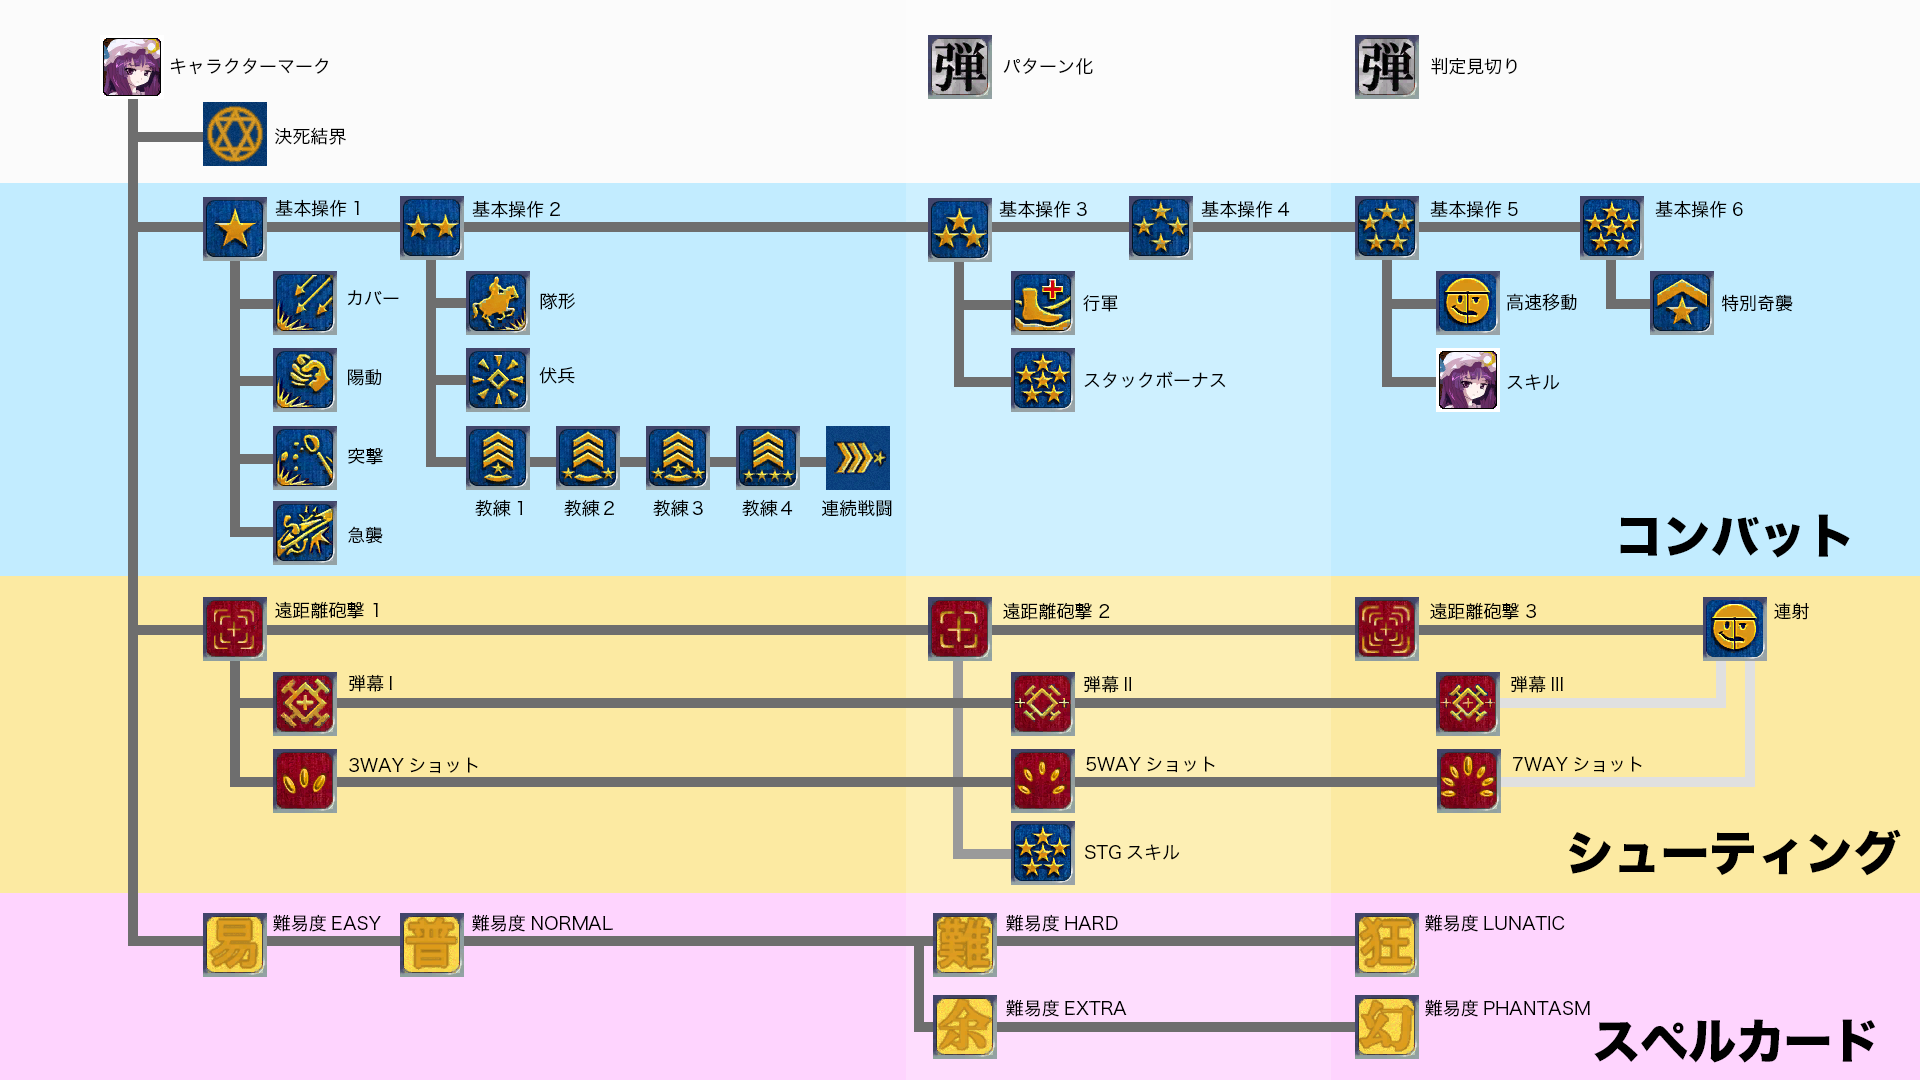 キャラクターマーク
弾
パターン化
弾
判定見切り
決死結界
基本操作 1
基本操作 2
基本操作 3
基本操作 4
基本操作 5
基本操作 6
カバー
隊形
行軍
高速移動
特別奇襲
陽動
伏兵
スタックボーナス
スキル
突撃
教練 1
教練 2
教練 3
教練 4
連続戦闘
急襲
コンバット
遠距離砲撃 1
遠距離砲撃 2
遠距離砲撃 3
連射
弾幕 I
弾幕 II
弾幕 III
3WAY ショット
5WAY ショット
7WAY ショット
STG スキル
シューティング
易
難易度 EASY
普
難易度 NORMAL
難
難易度 HARD
狂
難易度 LUNATIC
余
難易度 EXTRA
幻
難易度 PHANTASM
スペルカード